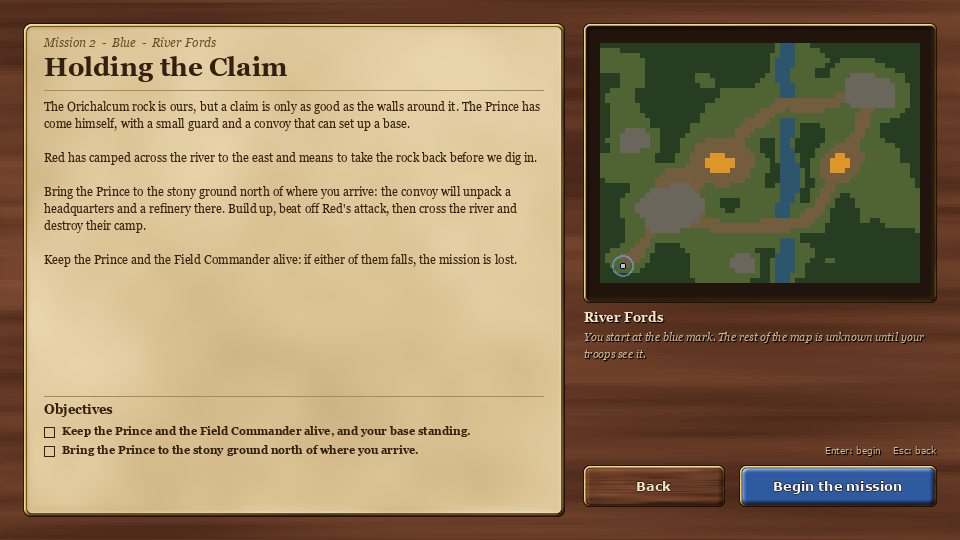 Mission 2 - Blue - River Fords
Holding the Claim
The Orichalcum rock is ours, but a claim is only as good as the walls around it. The Prince has
come himself, with a small guard and a convoy that can set up a base.
Red has camped across the river to the east and means to take the rock back before we dig in.
Bring the Prince to the stony ground north of where you arrive: the convoy will unpack a
headquarters and a refinery there. Build up, beat off Red's attack, then cross the river and
destroy their camp.
Keep the Prince and the Field Commander alive: if either of them falls, the mission is lost.
Objectives
Keep the Prince and the Field Commander alive, and your base standing.
Bring the Prince to the stony ground north of where you arrive.
River Fords
You start at the blue mark. The rest of the map is unknown until your
troops see it.
Enter: begin Esc: back
Back
Begin the mission